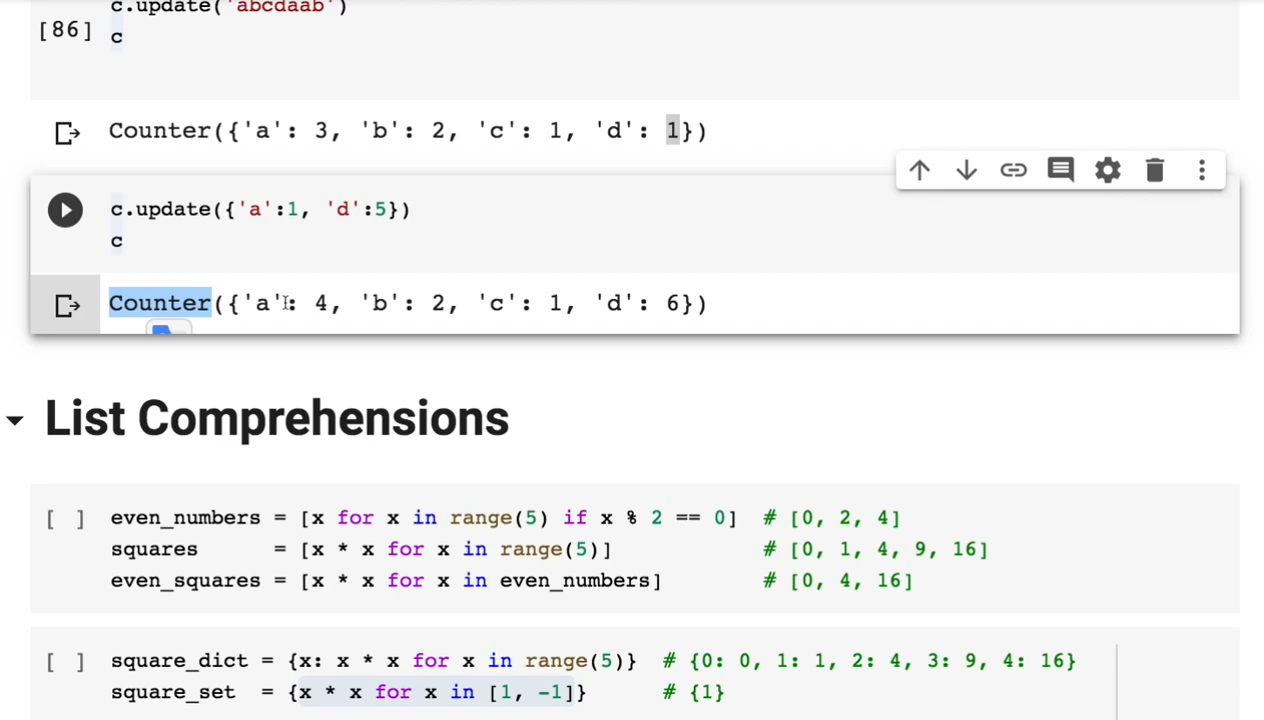 c.update('abcdaab')
[86] c
Counter({'a': 3, 'b': 2, 'c': 1, 'd': 1})
c.update({'a':1, 'd':5})
c
Counter({'a': 4, 'b': 2, 'c': 1, 'd': 6})
List Comprehensions
[ ] even_numbers = [x for x in range(5) if x % 2 == 0] # [0, 2, 4]
squares = [x * x for x in range(5)] # [0, 1, 4, 9, 16]
even_squares = [x * x for x in even_numbers] # [0, 4, 16]
[ ] square_dict = {x: x * x for x in range(5)} # {0: 0, 1: 1, 2: 4, 3: 9, 4: 16}
square_set = {x * x for x in [1, -1]} # {1}